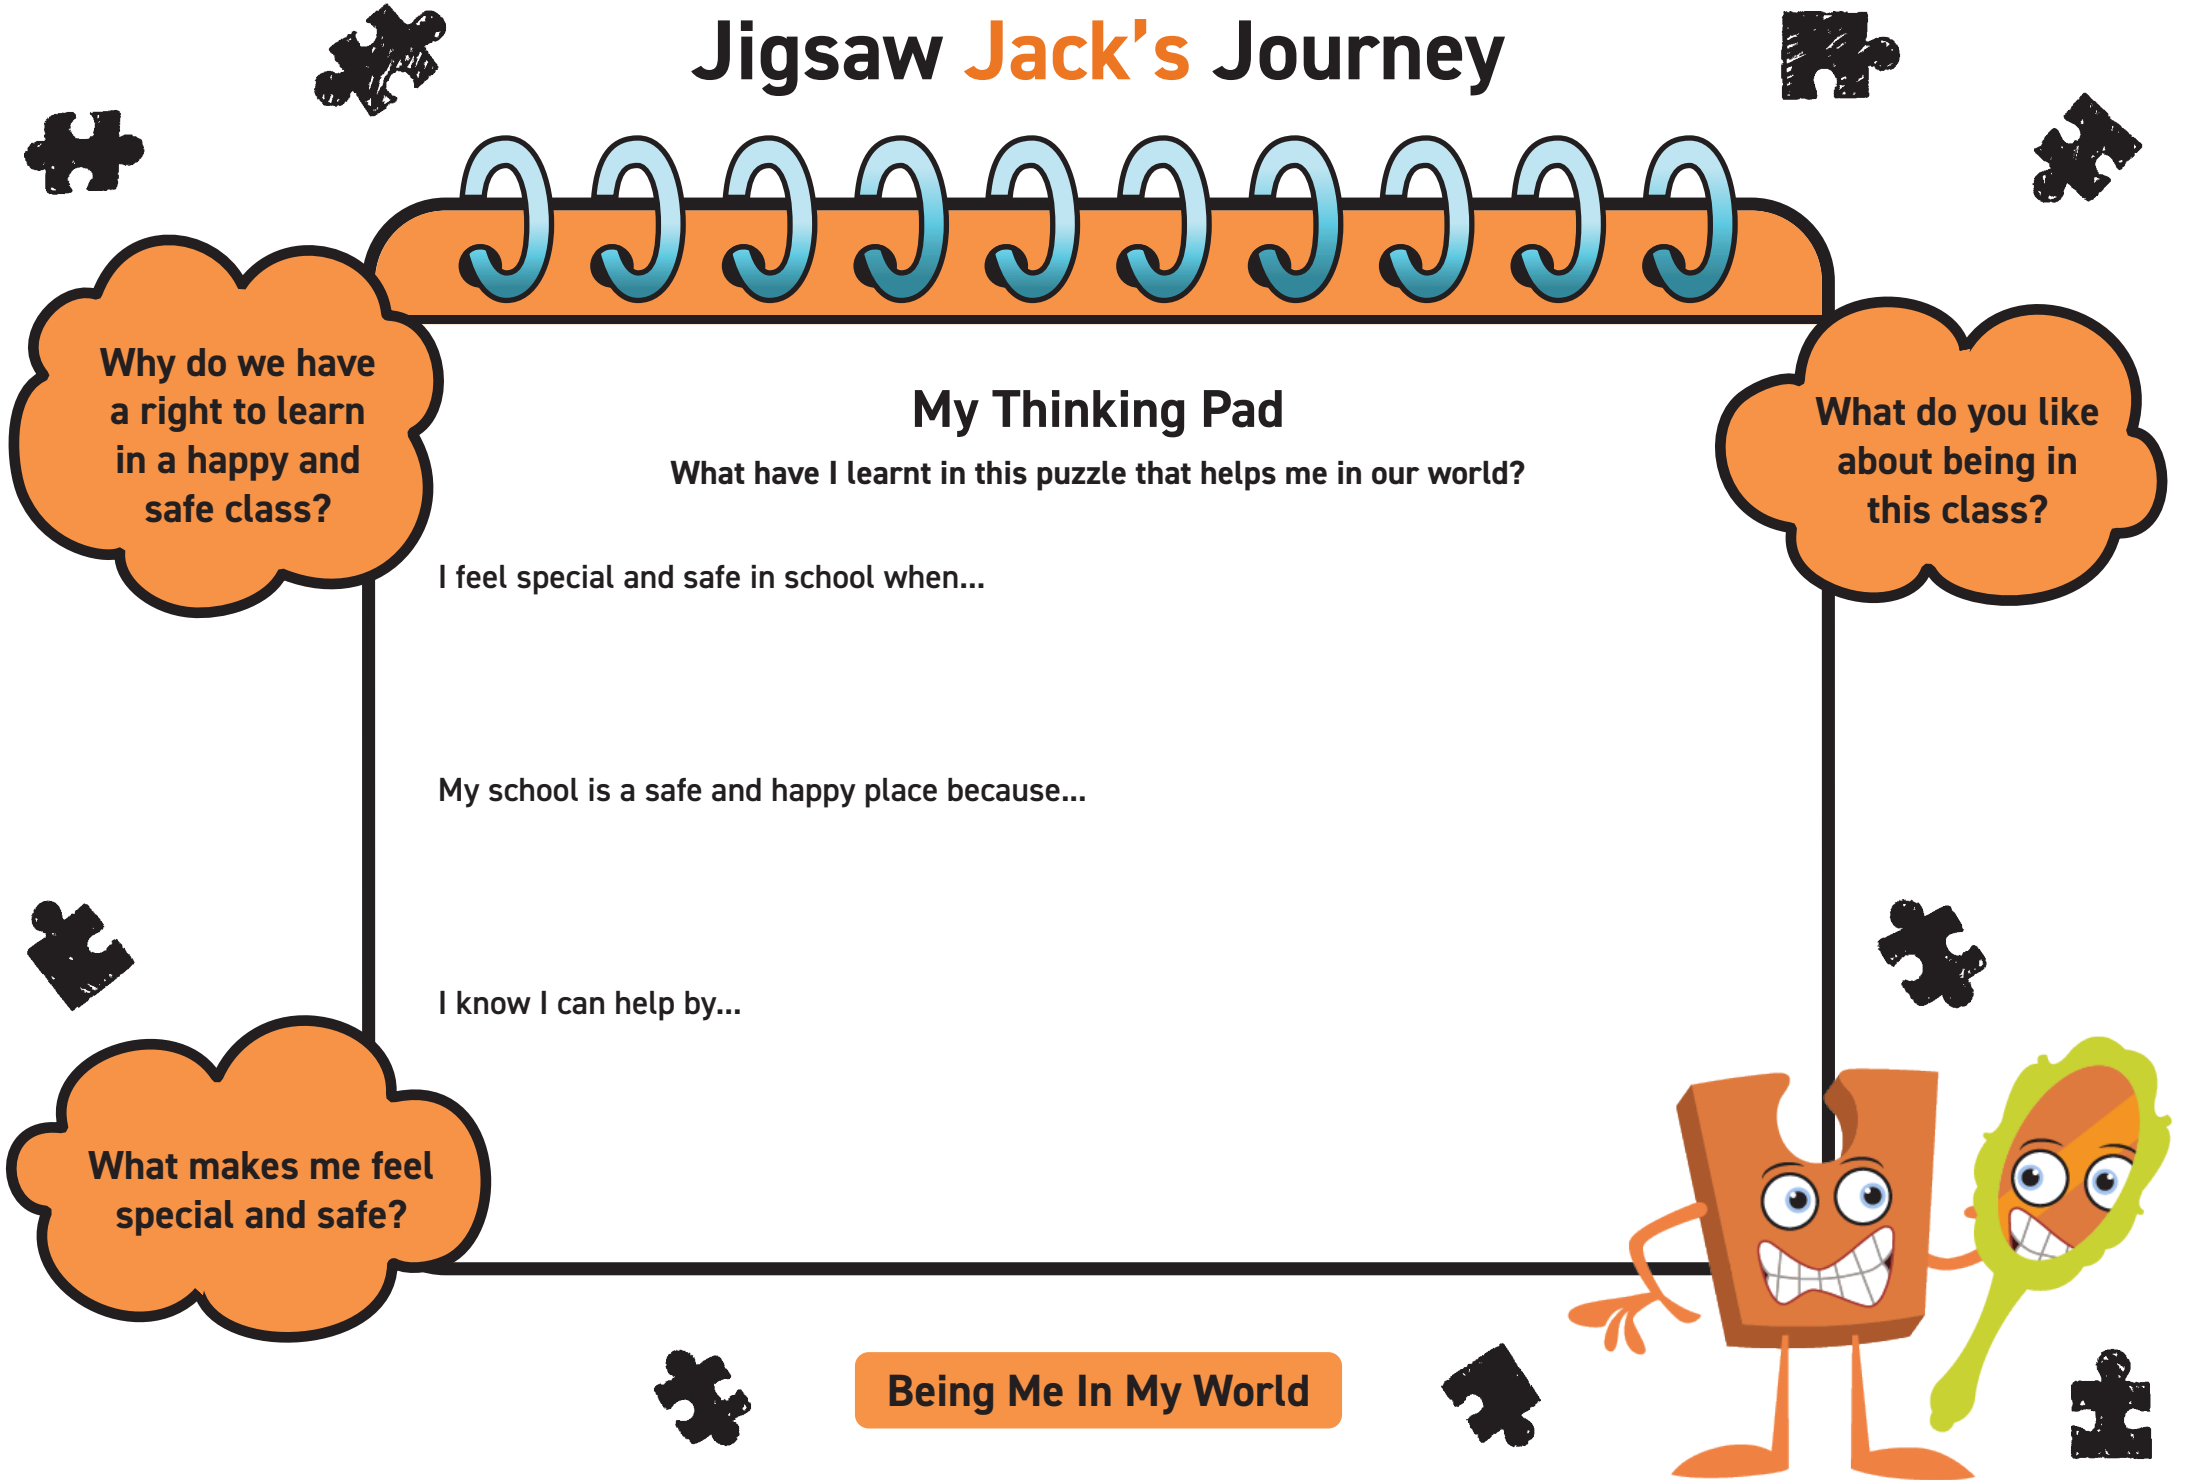 Jigsaw Jack's Journey
Why do we have
a right to learn
in a happy and
safe class?
My Thinking Pad
What have I learnt in this puzzle that helps me in our world?
What do you like
about being in
this class?
I feel special and safe in school when...
My school is a safe and happy place because...
I know I can help by...
What makes me feel
special and safe?
Being Me In My World